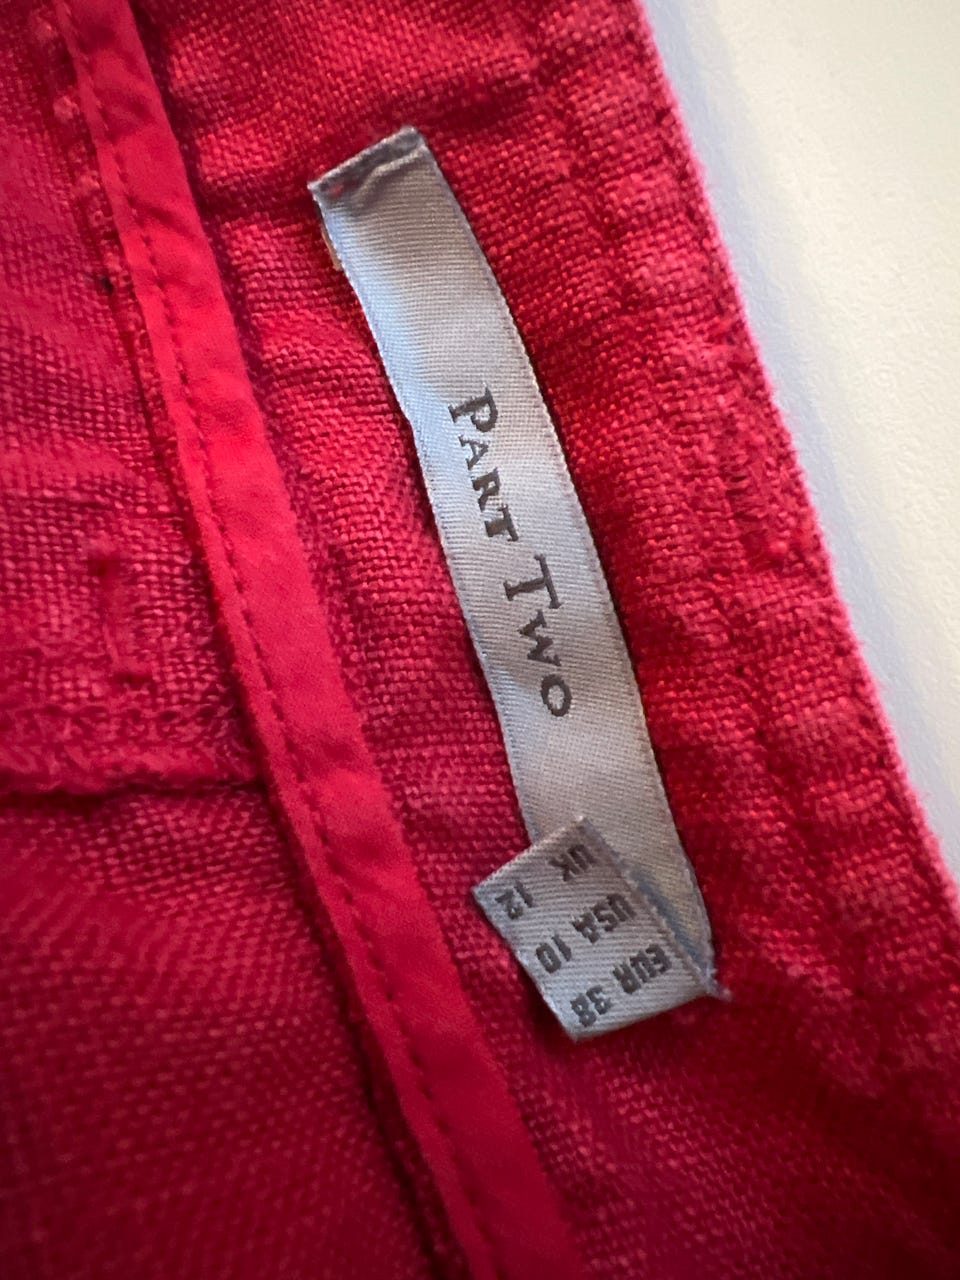 PART TWO
EUR 38
USA 10
UK 12